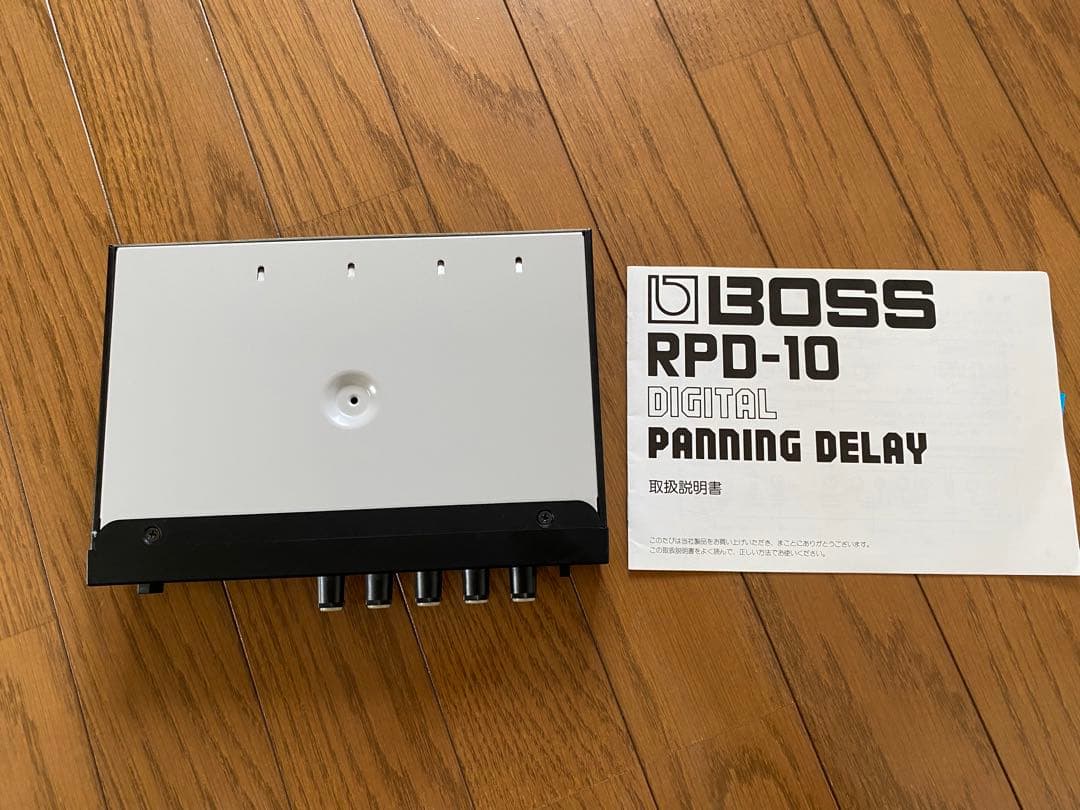 BOSS
RPD-10
DIGITAL
PANNING DELAY
取扱説明書
このたびは当社製品をお買い上げいただき、まことにありがとうございます。
この取扱説明書をよく読んで、正しい方法でお使いください。